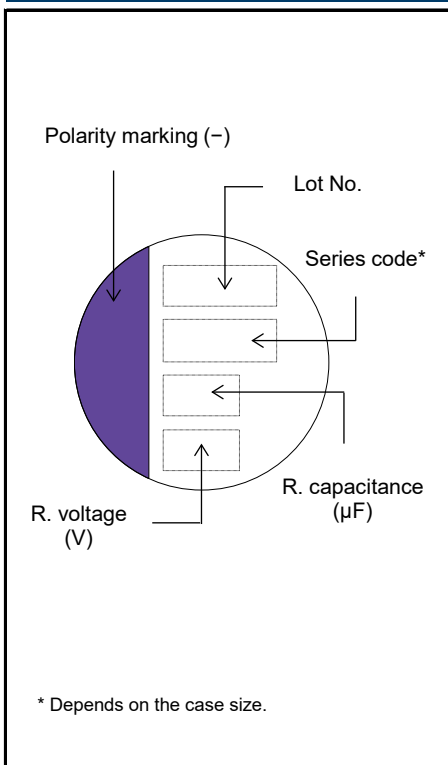 Polarity marking (−)
Lot No.
Series code*
R. capacitance
(μF)
R. voltage
(V)
* Depends on the case size.